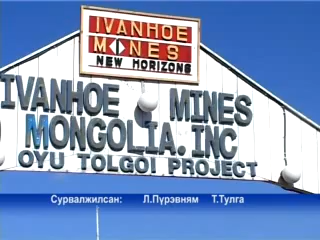 IVANHOE
MINES
NEW HORIZONS
IVANHOE MINES
MONGOLIA.INC
OYU TOLGOI PROJECT
Сурвалжилсан: Л.Пүрэвням Т.Тулга